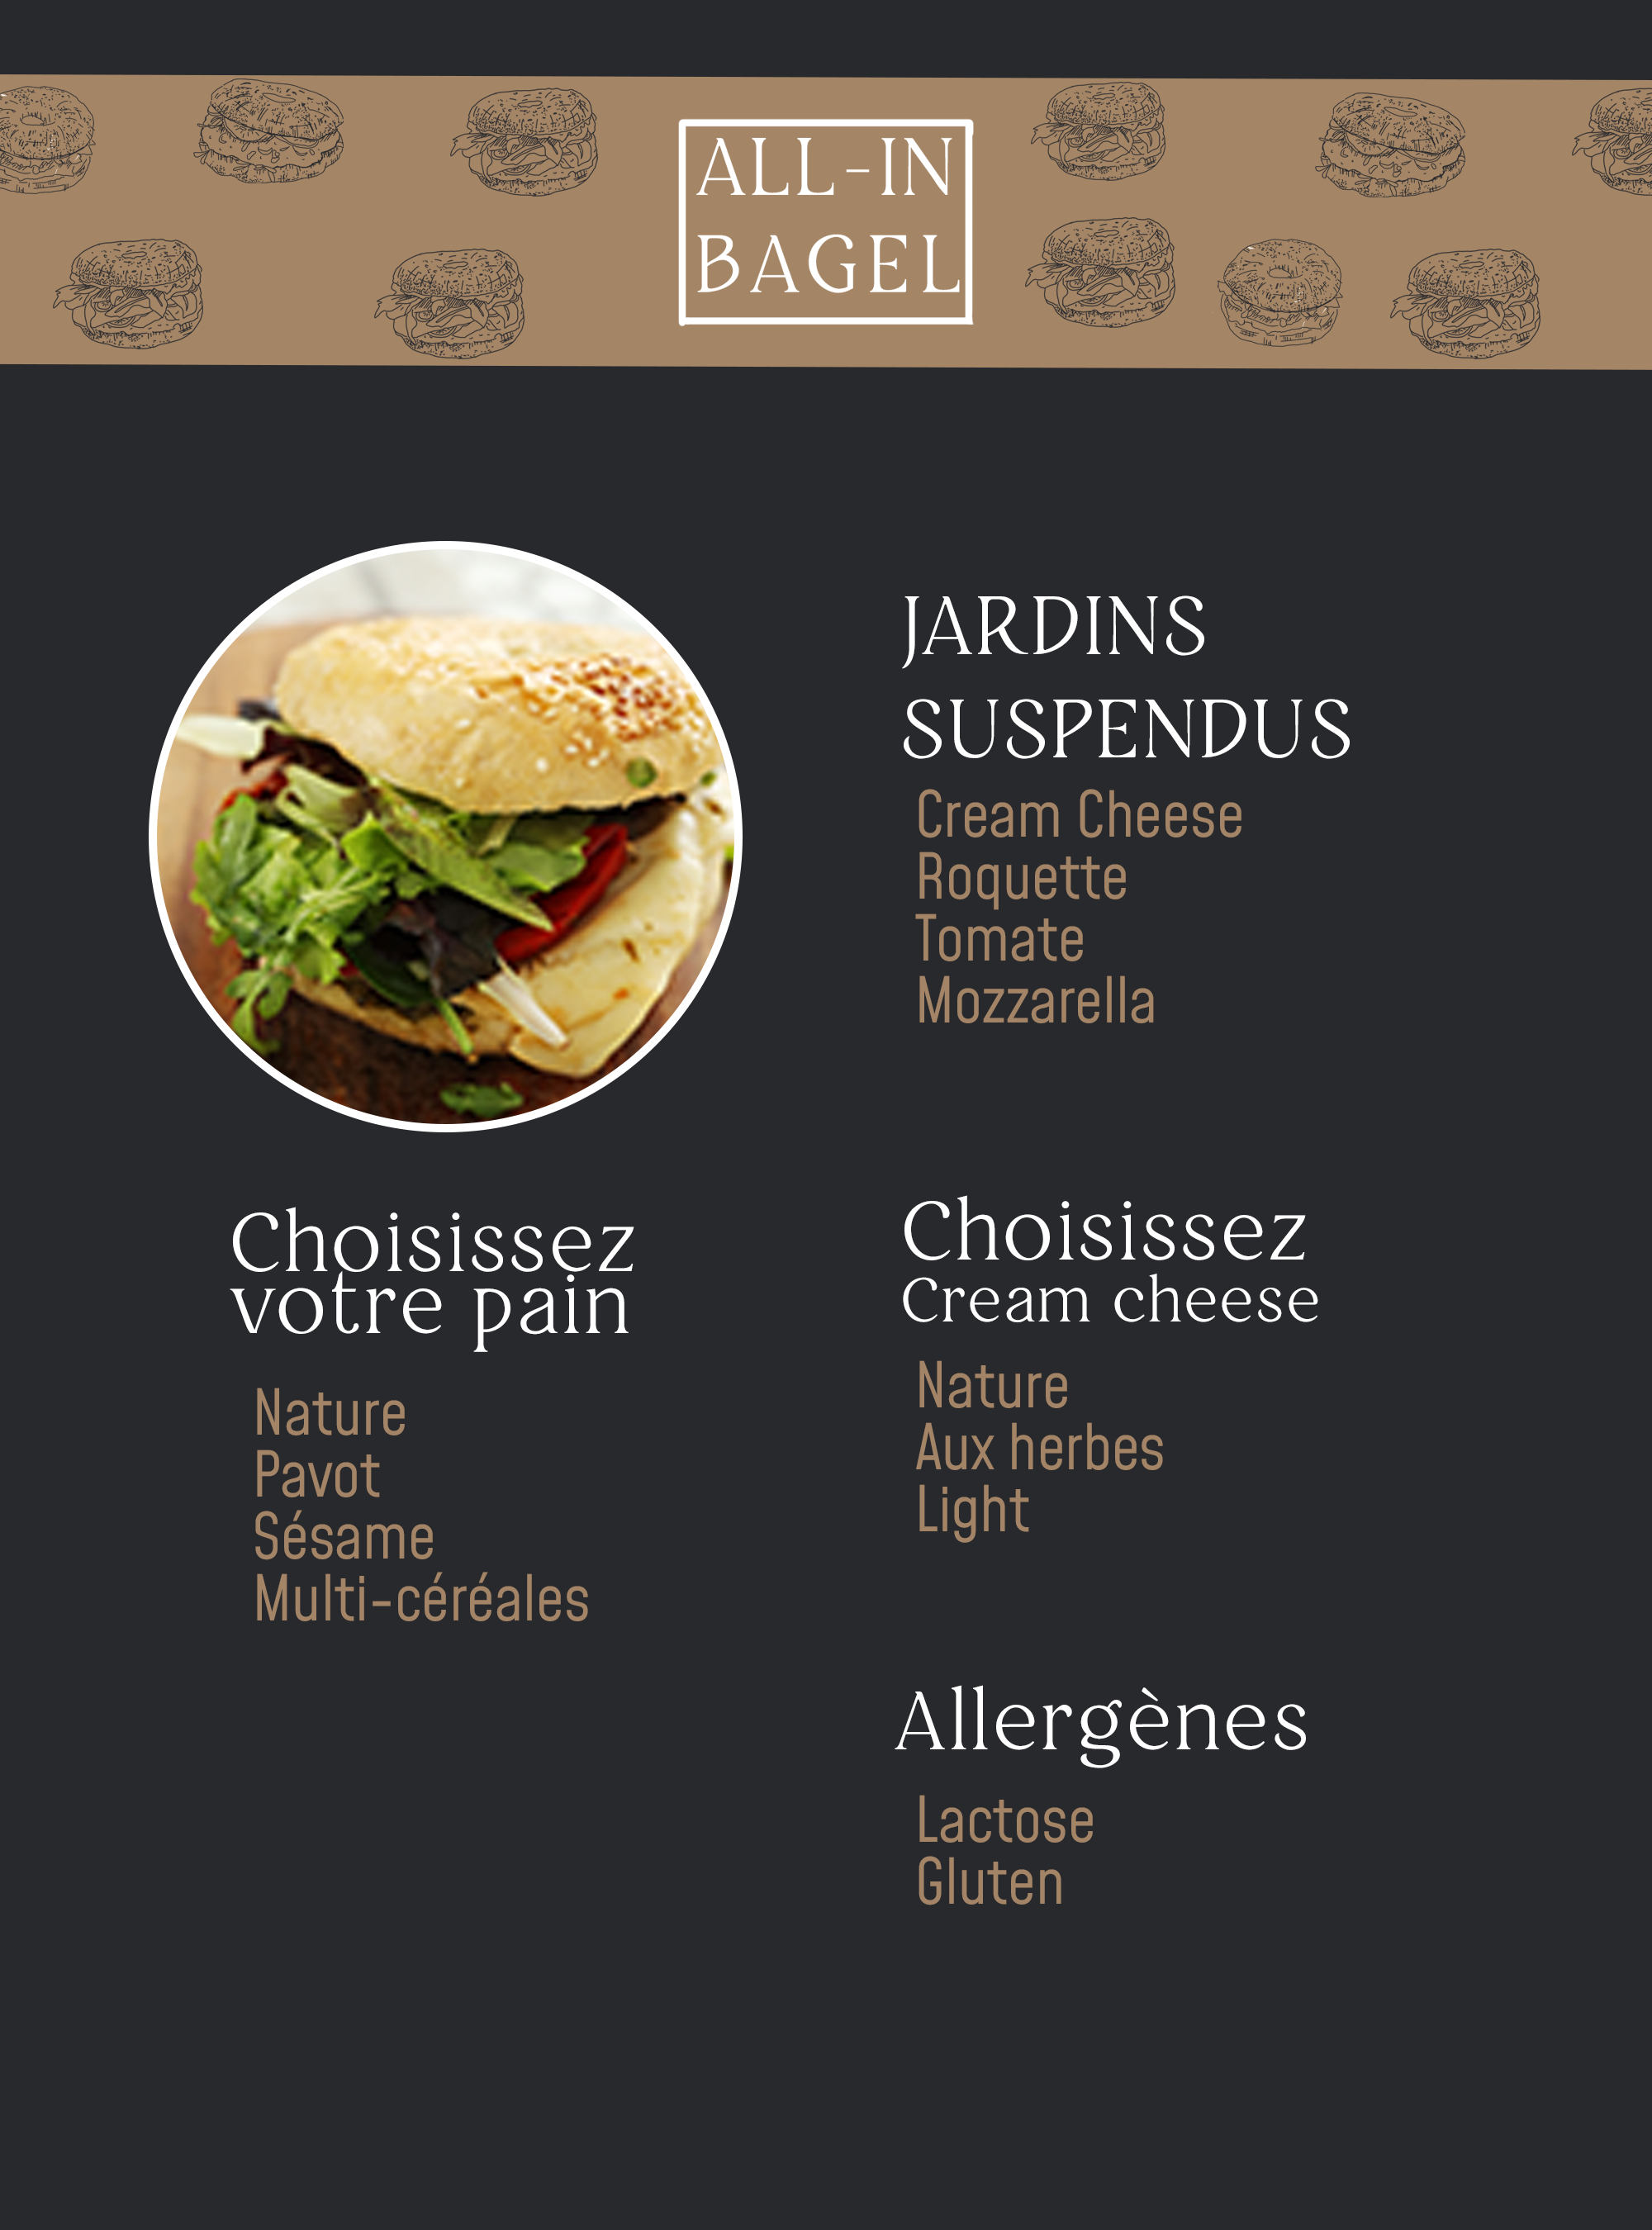 ALL-IN
BAGEL
JARDINS
SUSPENDUS
Cream Cheese
Roquette
Tomate
Mozzarella
Choisissez
votre pain
Nature
Pavot
Sésame
Multi-céréales
Choisissez
Cream cheese
Nature
Aux herbes
Light
Allergènes
Lactose
Gluten